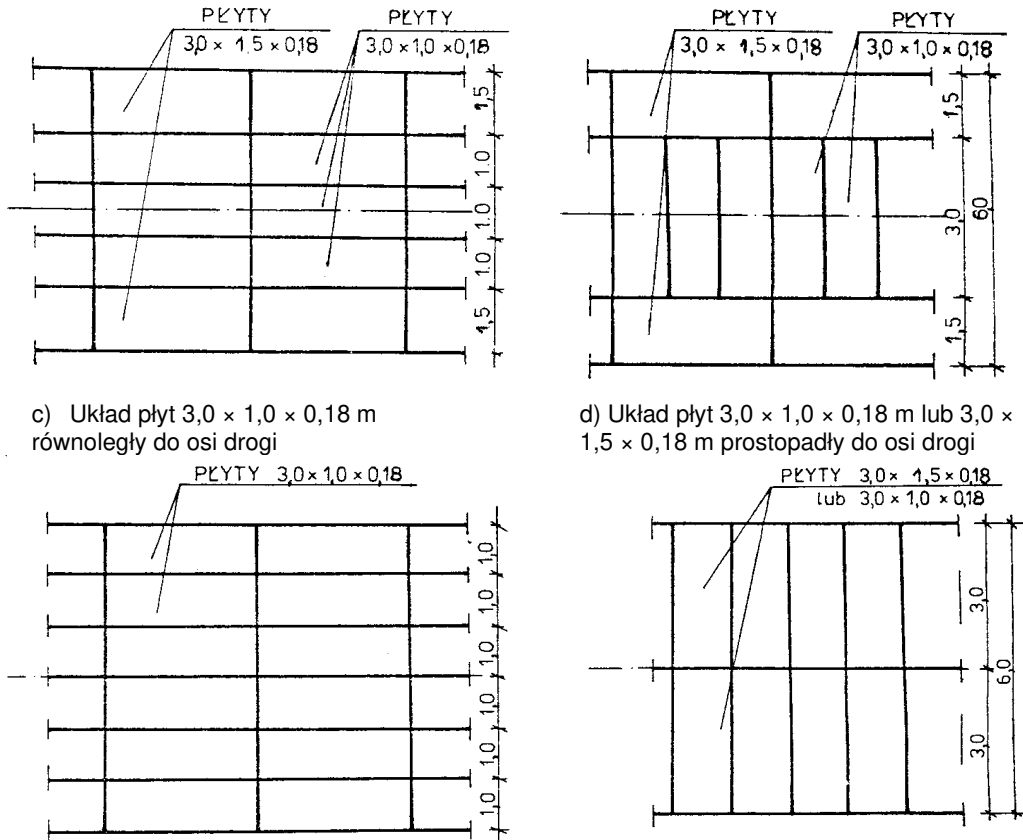 PŁYTY
3,0 × 1,5 × 0,18
PŁYTY
3,0 × 1,0 × 0,18
1,5
1.0
1.0
1.0
1,5
PŁYTY
3,0 × 1,5 × 0,18
PŁYTY
3,0 × 1,0 × 0,18
1,5
3,0
1,5
6,0
c) Układ płyt 3,0 × 1,0 × 0,18 m
równoległy do osi drogi
d) Układ płyt 3,0 × 1,0 × 0,18 m lub 3,0 ×
1,5 × 0,18 m prostopadły do osi drogi
PŁYTY 3,0 × 1,0 × 0,18
1,0
1,0
1,0
1,0
1,0
1,0
PŁYTY 3,0 × 1,5 × 0,18
lub 3,0 × 1,0 × 0,18
3,0
3,0
6,0